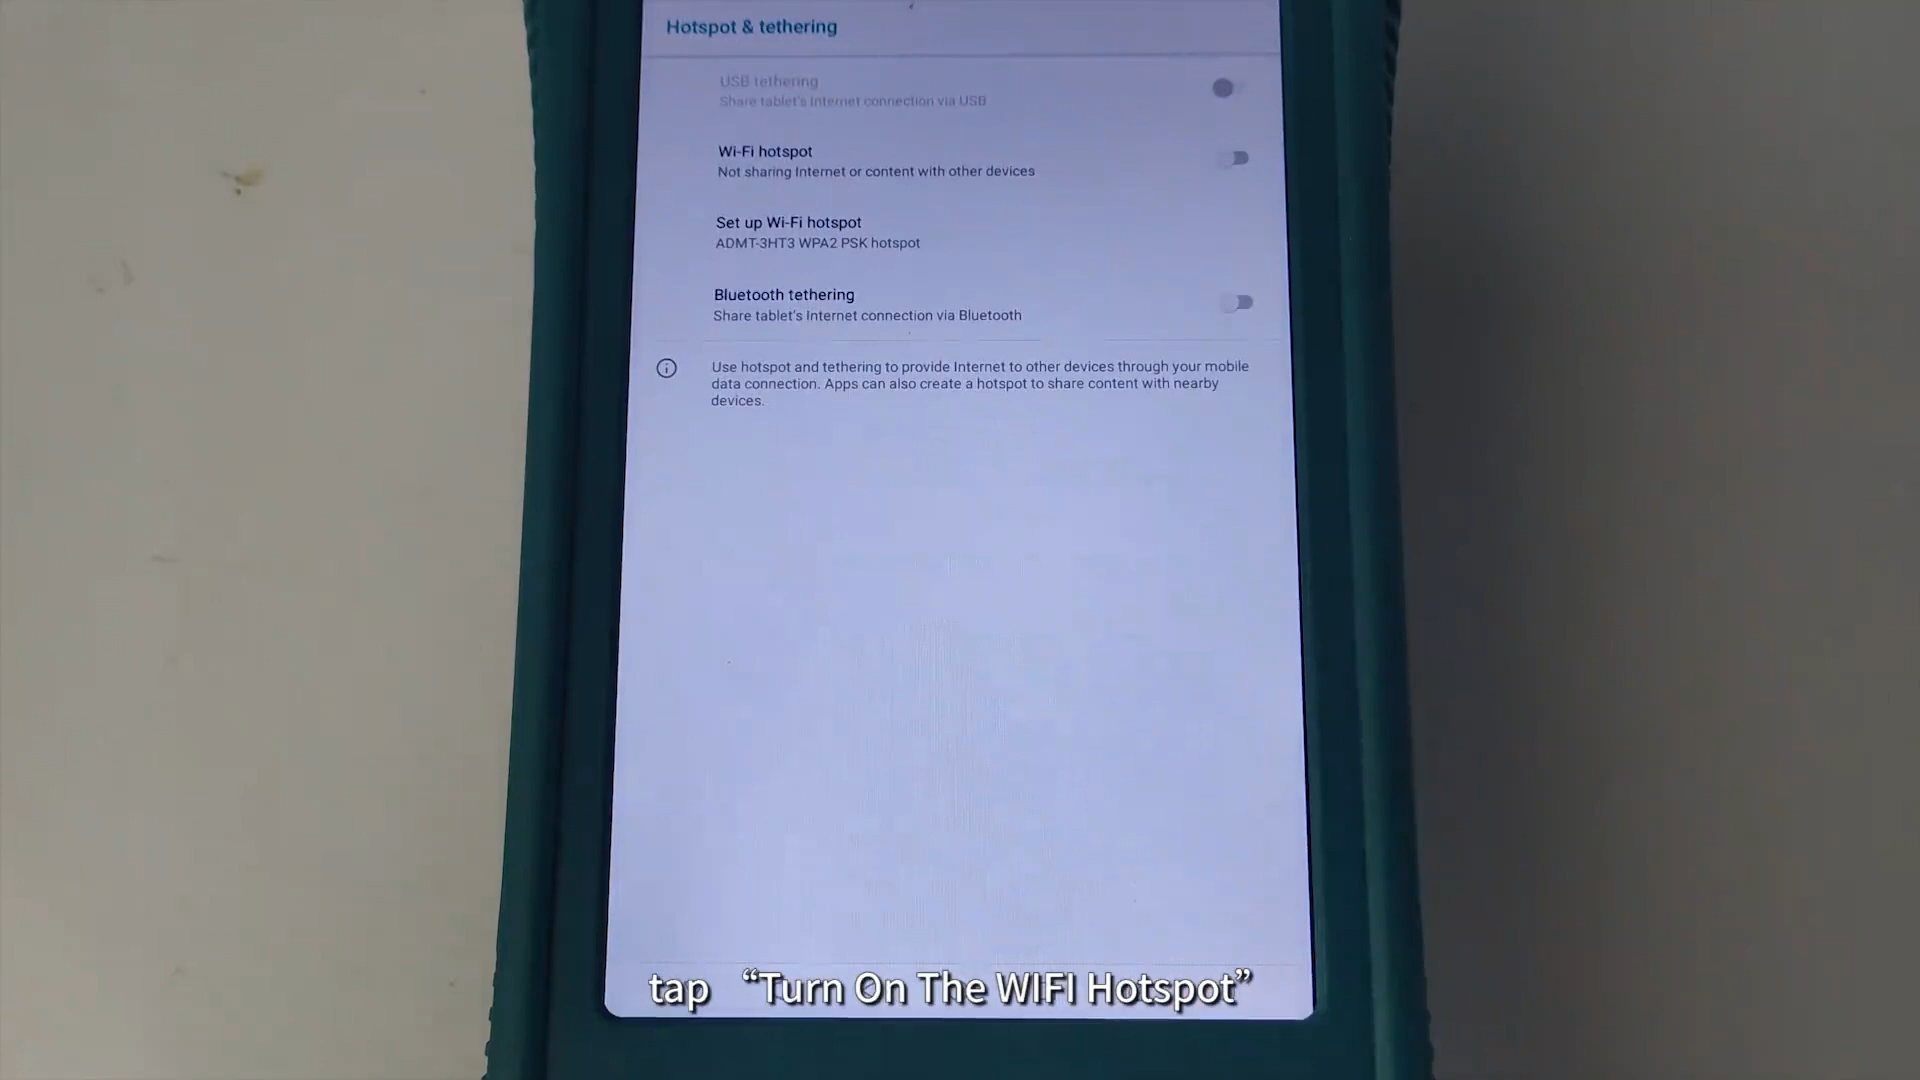 Hotspot & tethering
USB tethering
Share tablet's Internet connection via USB
Wi-Fi hotspot
Not sharing Internet or content with other devices
Set up Wi-Fi hotspot
ADMT-3HT3 WPA2 PSK hotspot
Bluetooth tethering
Share tablet's Internet connection via Bluetooth
Use hotspot and tethering to provide Internet to other devices through your mobile
data connection. Apps can also create a hotspot to share content with nearby
devices.
tap “Turn On The WIFI Hotspot”